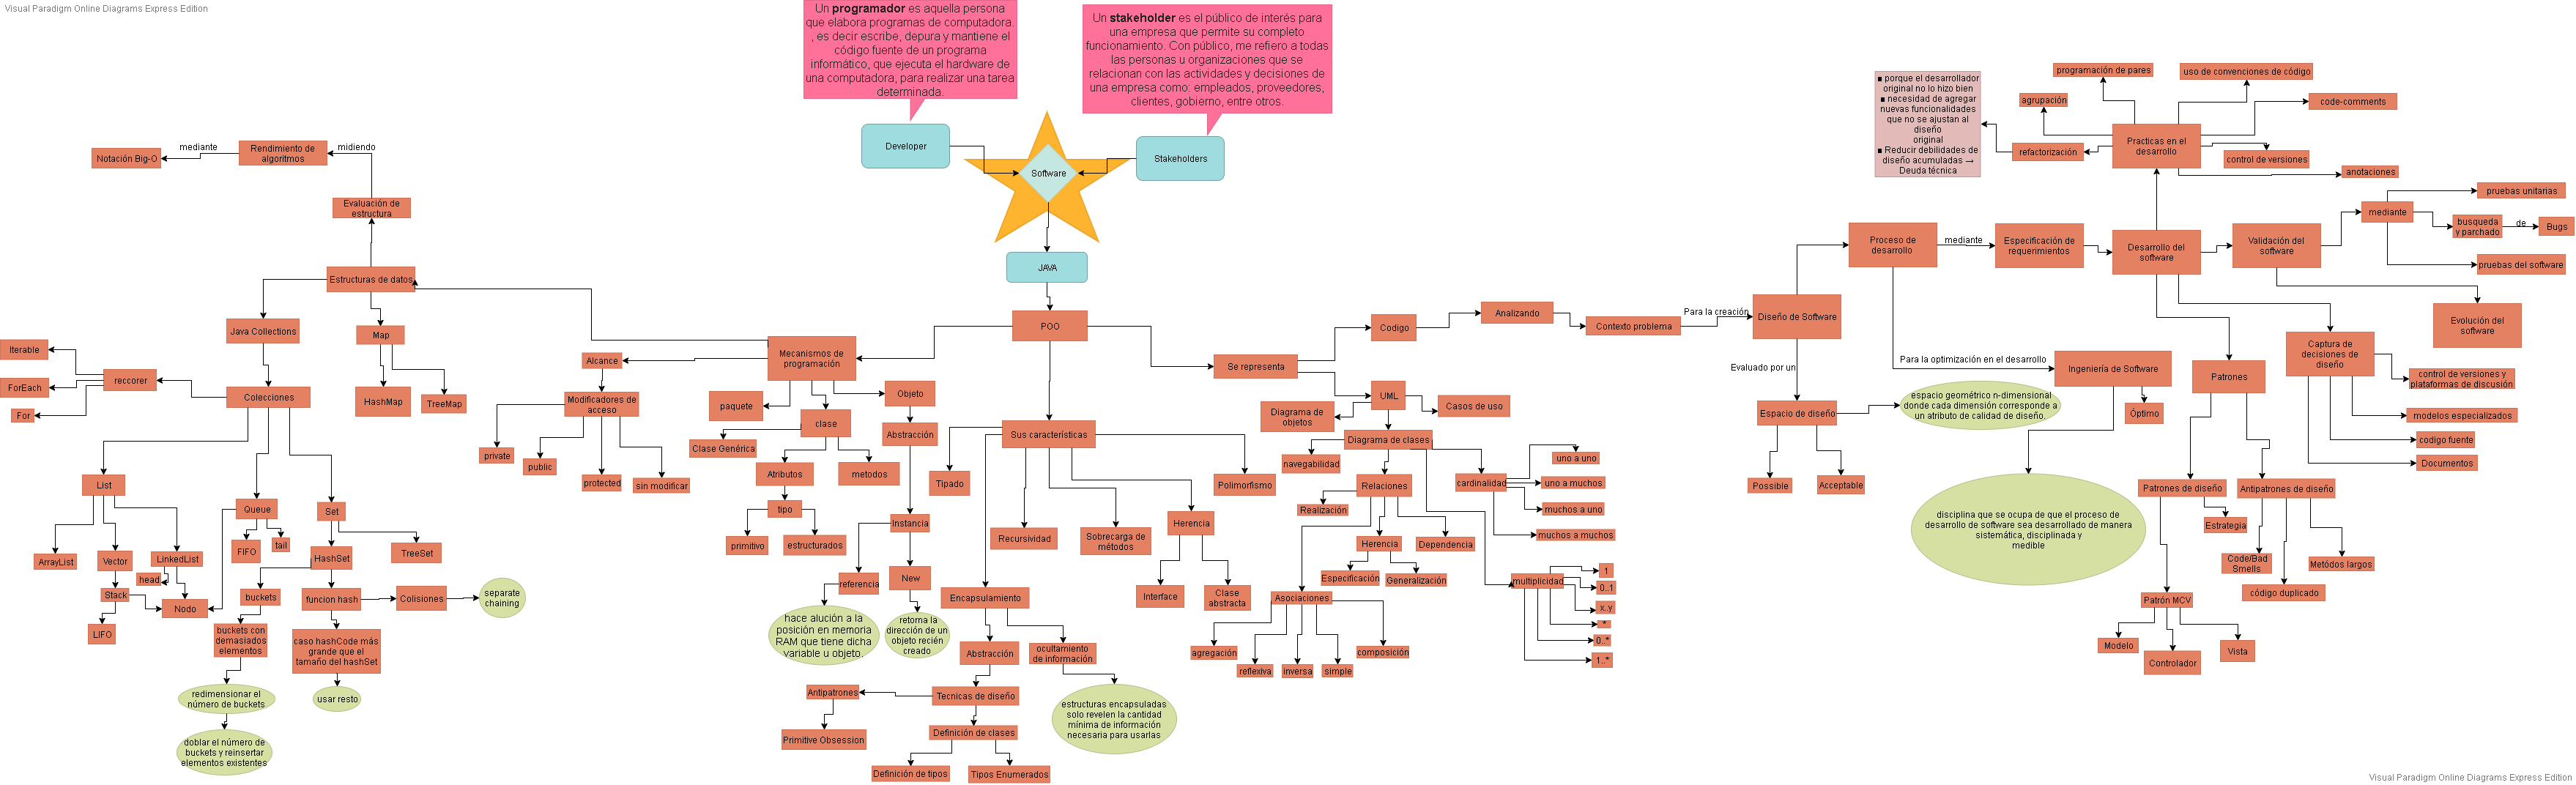 Visual Paradigm Online Diagrams Express Edition
Un programador es aquella persona
que elabora programas de computadora.
, es decir escribe, depura y mantiene el
código fuente de un programa
informático, que ejecuta el hardware de
una computadora, para realizar una tarea
determinada.
Un stakeholder es el público de interés para
una empresa que permite su completo
funcionamiento. Con público, me refiero a todas
las personas u organizaciones que se
relacionan con las actividades y decisiones de
una empresa como: empleados, proveedores,
clientes, gobierno, entre otros.
Developer
Software
Stakeholders
JAVA
POO
Notación Big-O
mediante
Rendimiento de
algoritmos
midiendo
Evaluación de
estructura
Estructuras de datos
Java Collections
Map
HashMap
TreeMap
Iterable
ForEach
For
reccorer
Colecciones
List
ArrayList
Vector
LinkedList
head
Stack
Nodo
LIFO
Queue
FIFO
tail
Set
HashSet
TreeSet
buckets
funcion hash
Colisiones
separate
chaining
buckets con
demasiados
elementos
caso hashCode más
grande que el
tamaño del hashSet
redimensionar el
número de buckets
usar resto
doblar el número de
buckets y reinsertar
elementos existentes
Mecanismos de
programación
Alcance
Modificadores de
acceso
private
public
protected
sin modificar
paquete
clase
Objeto
Clase Genérica
Atributos
metodos
tipo
primitivo
estructurados
Abstracción
Instancia
referencia
New
hace alución a la
posición en memoria
RAM que tiene dicha
variable u objeto.
retorna la
dirección de un
objeto recién
creado
Sus características
Tipado
Recursividad
Sobrecarga de
métodos
Herencia
Polimorfismo
Interface
Clase
abstracta
Encapsulamiento
Abstracción
ocultamiento
de información
Antipatrones
Tecnicas de diseño
Primitive Obsession
Definición de clases
Definición de tipos
Tipos Enumerados
estructuras encapsuladas
solo revelen la cantidad
mínima de información
necesaria para usarlas
Se representa
Codigo
Analizando
Contexto problema
Para la creación
Diseño de Software
UML
Diagrama de
objetos
Casos de uso
Diagrama de clases
navegabilidad
Relaciones
cardinalidad
uno a uno
uno a muchos
muchos a uno
muchos a muchos
Realización
Herencia
Dependencia
Especificación
Generalización
Asociaciones
agregación
reflexiva
inversa
simple
composición
multiplicidad
1
0..1
x..y
*
0..*
1..*
Proceso de
desarrollo
mediante
Especificación de
requerimientos
Desarrollo del
software
Validación del
software
mediante
pruebas unitarias
busqueda
y parchado
de
Bugs
pruebas del software
Evolución del
software
Evaluado por un
Espacio de diseño
Possible
Acceptable
espacio geométrico n-dimensional
donde cada dimensión corresponde a
un atributo de calidad de diseño.
Para la optimización en el desarrollo
Ingeniería de Software
Óptimo
disciplina que se ocupa de que el proceso de
desarrollo de software sea desarrollado de manera
sistemática, disciplinada y
medible
Practicas en el
desarrollo
programación de pares
uso de convenciones de código
agrupación
code-comments
refactorización
control de versiones
anotaciones
▪ porque el desarrollador
original no lo hizo bien
▪ necesidad de agregar
nuevas funcionalidades
que no se ajustan al
diseño
original
▪ Reducir debilidades de
diseño acumuladas →
Deuda técnica
Patrones
Patrones de diseño
Estrategia
Patrón MCV
Modelo
Controlador
Vista
Antipatrones de diseño
Code/Bad
Smells
código duplicado
Metódos largos
Captura de
decisiones de
diseño
control de versiones y
plataformas de discusión
modelos especializados
codigo fuente
Documentos
Visual Paradigm Online Diagrams Express Edition